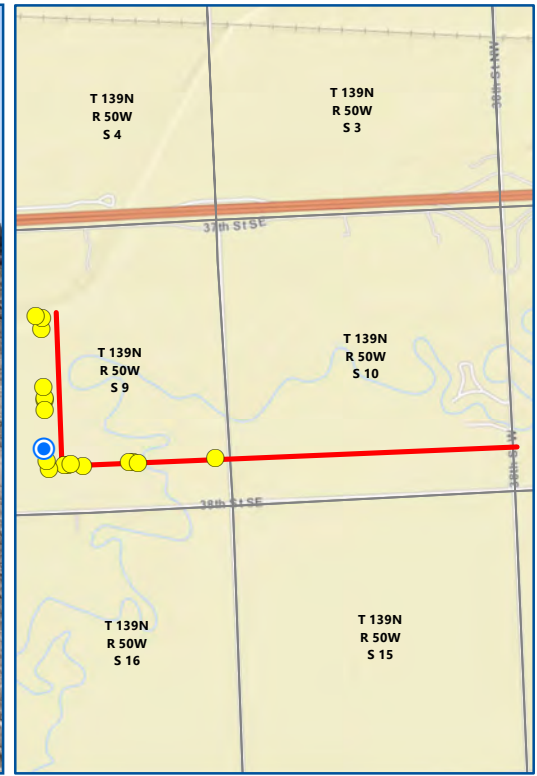 T 139N
R 50W
S 4
T 139N
R 50W
S 3
37th St SE
T 139N
R 50W
S 9
T 139N
R 50W
S 10
38th St SE
T 139N
R 50W
S 16
T 139N
R 50W
S 15